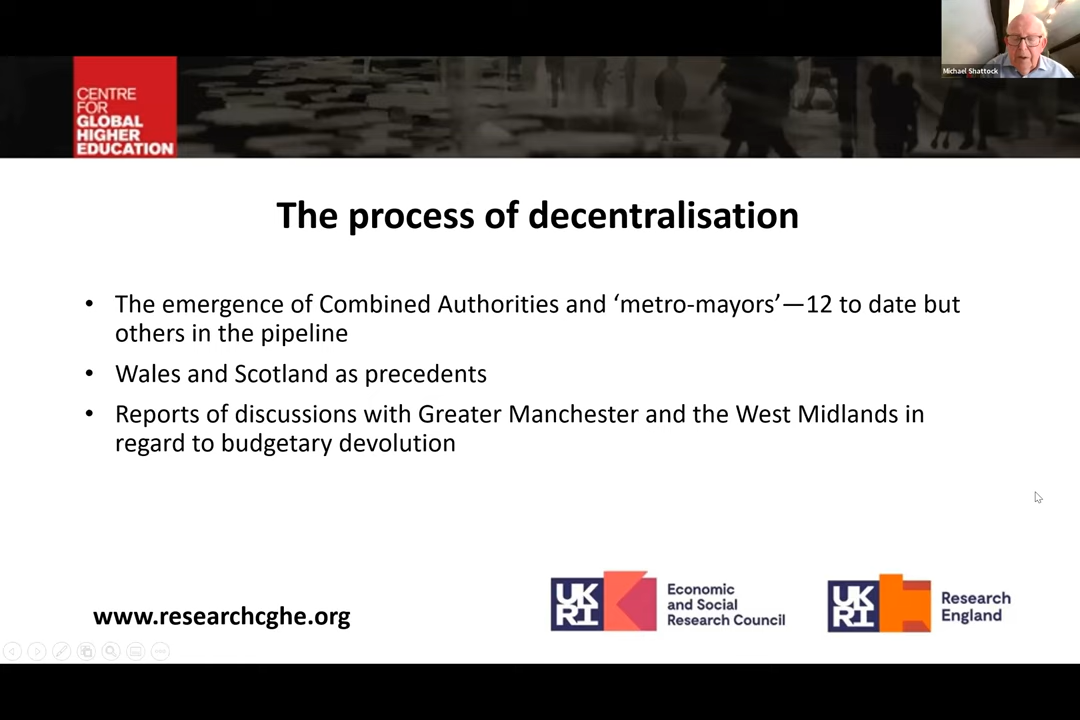 Michael Shattock
CENTRE
FOR
GLOBAL
HIGHER
EDUCATION
The process of decentralisation
• The emergence of Combined Authorities and ‘metro-mayors’—12 to date but
others in the pipeline
• Wales and Scotland as precedents
• Reports of discussions with Greater Manchester and the West Midlands in
regard to budgetary devolution
www.researchcghe.org
UK
RI
Economic
and Social
Research Council
UK
RI
Research
England